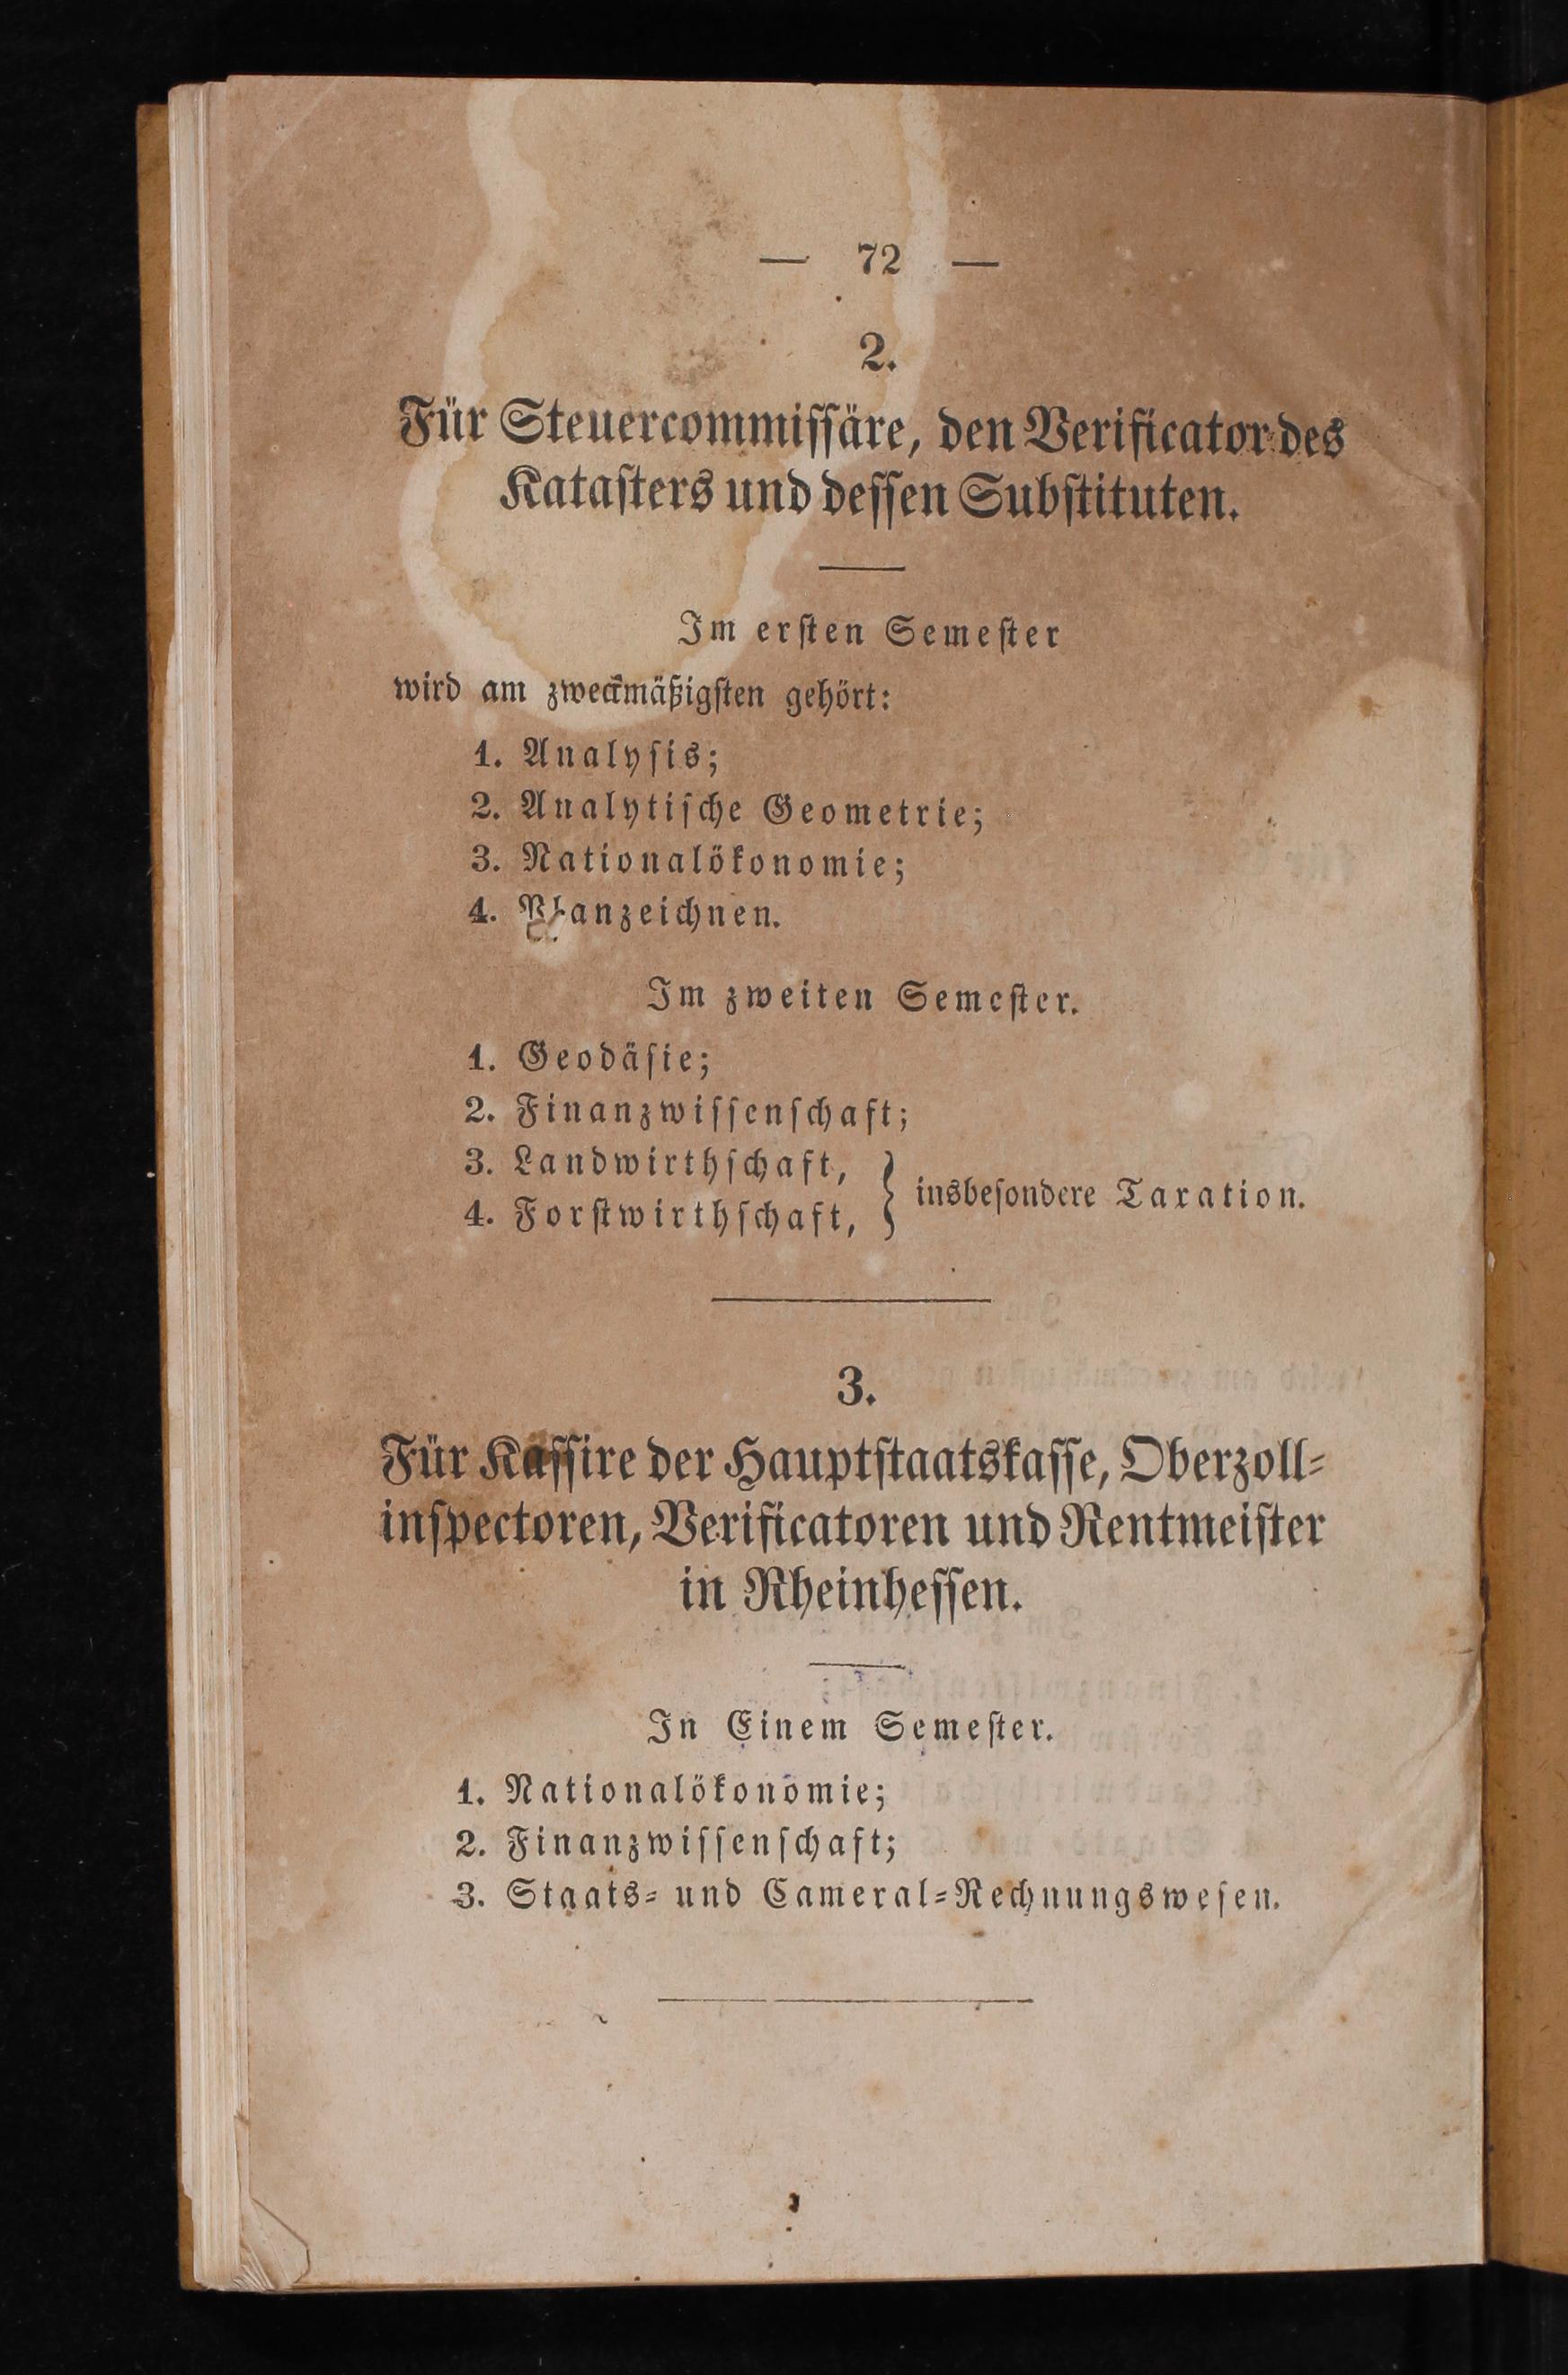 — 72 —
2.
Für Steuercommiſſäre, den Verificator des
Kataſters und deſſen Subſtituten.
Im erſten Semeſter
wird am zweckmäßigſten gehört:
1. Analyſis;
2. Analytiſche Geometrie;
3. Nationalökonomie;
4. Planzeichnen.
Im zweiten Semeſter.
1. Geodäſie;
2. Finanzwiſſenſchaft;
3. Landwirthſchaft,
4. Forſtwirthſchaft,
} insbeſondere Taxation.
3.
Für Kaſſire der Hauptſtaatskaſſe, Oberzoll-
inſpectoren, Verificatoren und Rentmeiſter
in Rheinheſſen.
In Einem Semeſter.
1. Nationalökonomie;
2. Finanzwiſſenſchaft;
3. Staats- und Cameral-Rechnungsweſen.